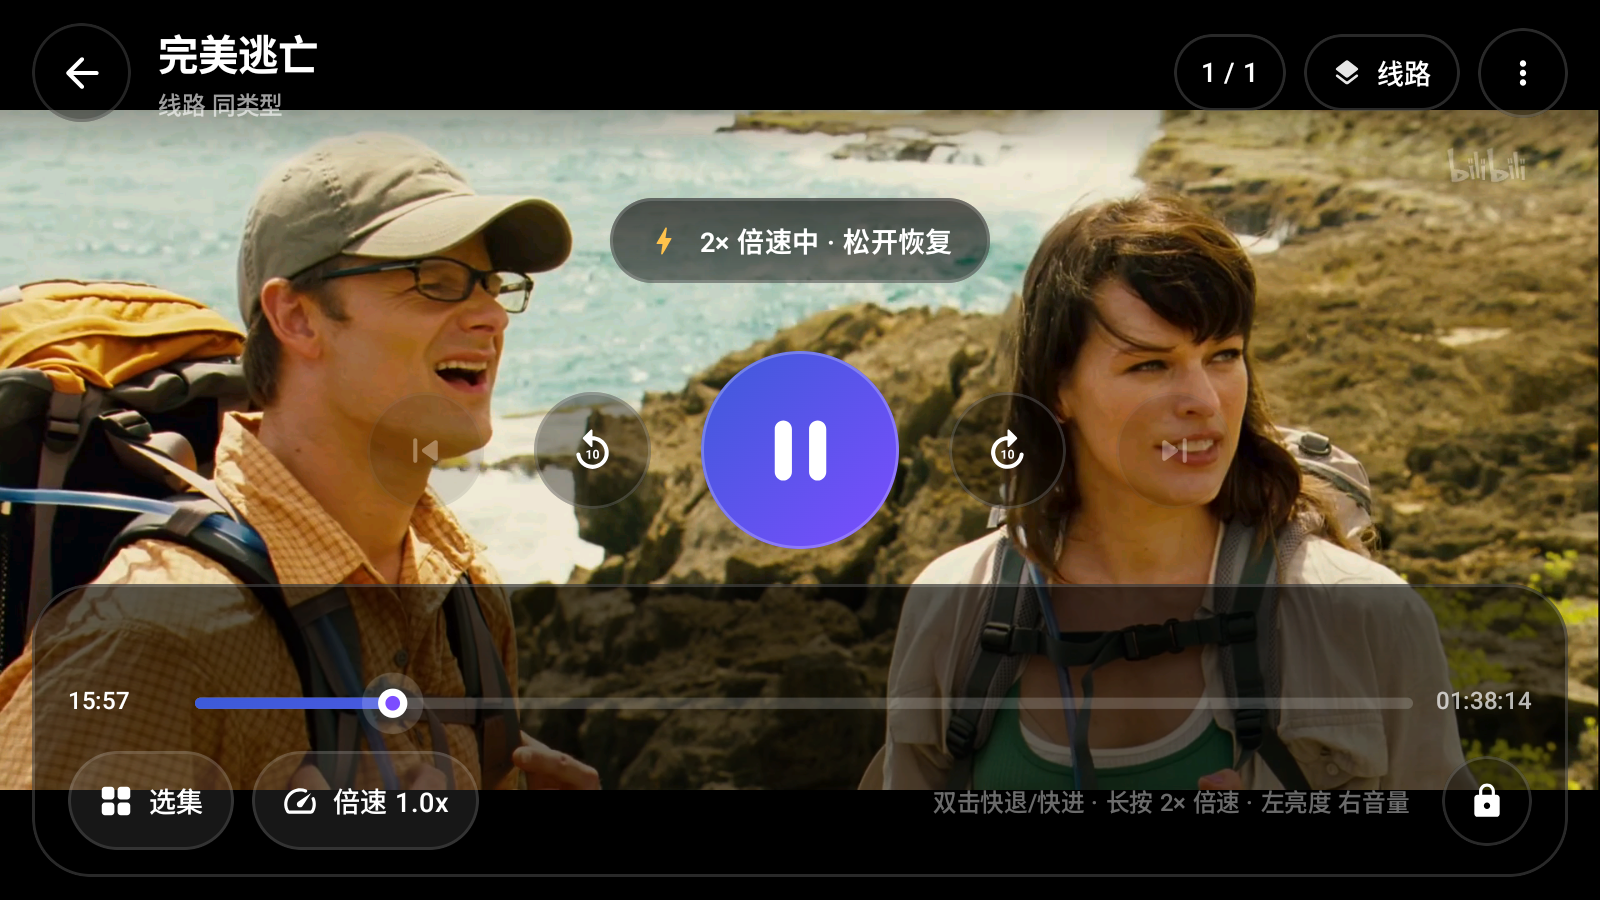 完美逃亡
线路 同类型
1 / 1
线路
bilibili
2× 倍速中 · 松开恢复
10
10
15:57
01:38:14
选集
倍速 1.0x
双击快退/快进 · 长按 2× 倍速 · 左亮度 右音量